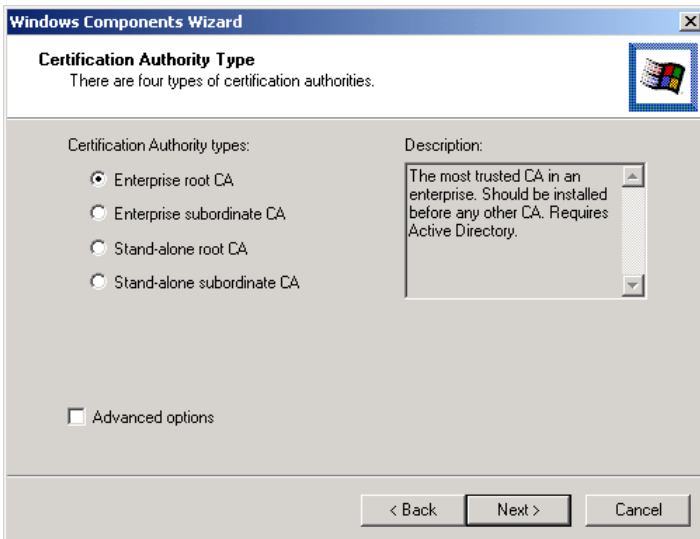 Windows Components Wizard
Certification Authority Type
There are four types of certification authorities.
Certification Authority types:
Enterprise root CA
Enterprise subordinate CA
Stand-alone root CA
Stand-alone subordinate CA
Description:
The most trusted CA in an
enterprise. Should be installed
before any other CA. Requires
Active Directory.
Advanced options
< Back
Next >
Cancel